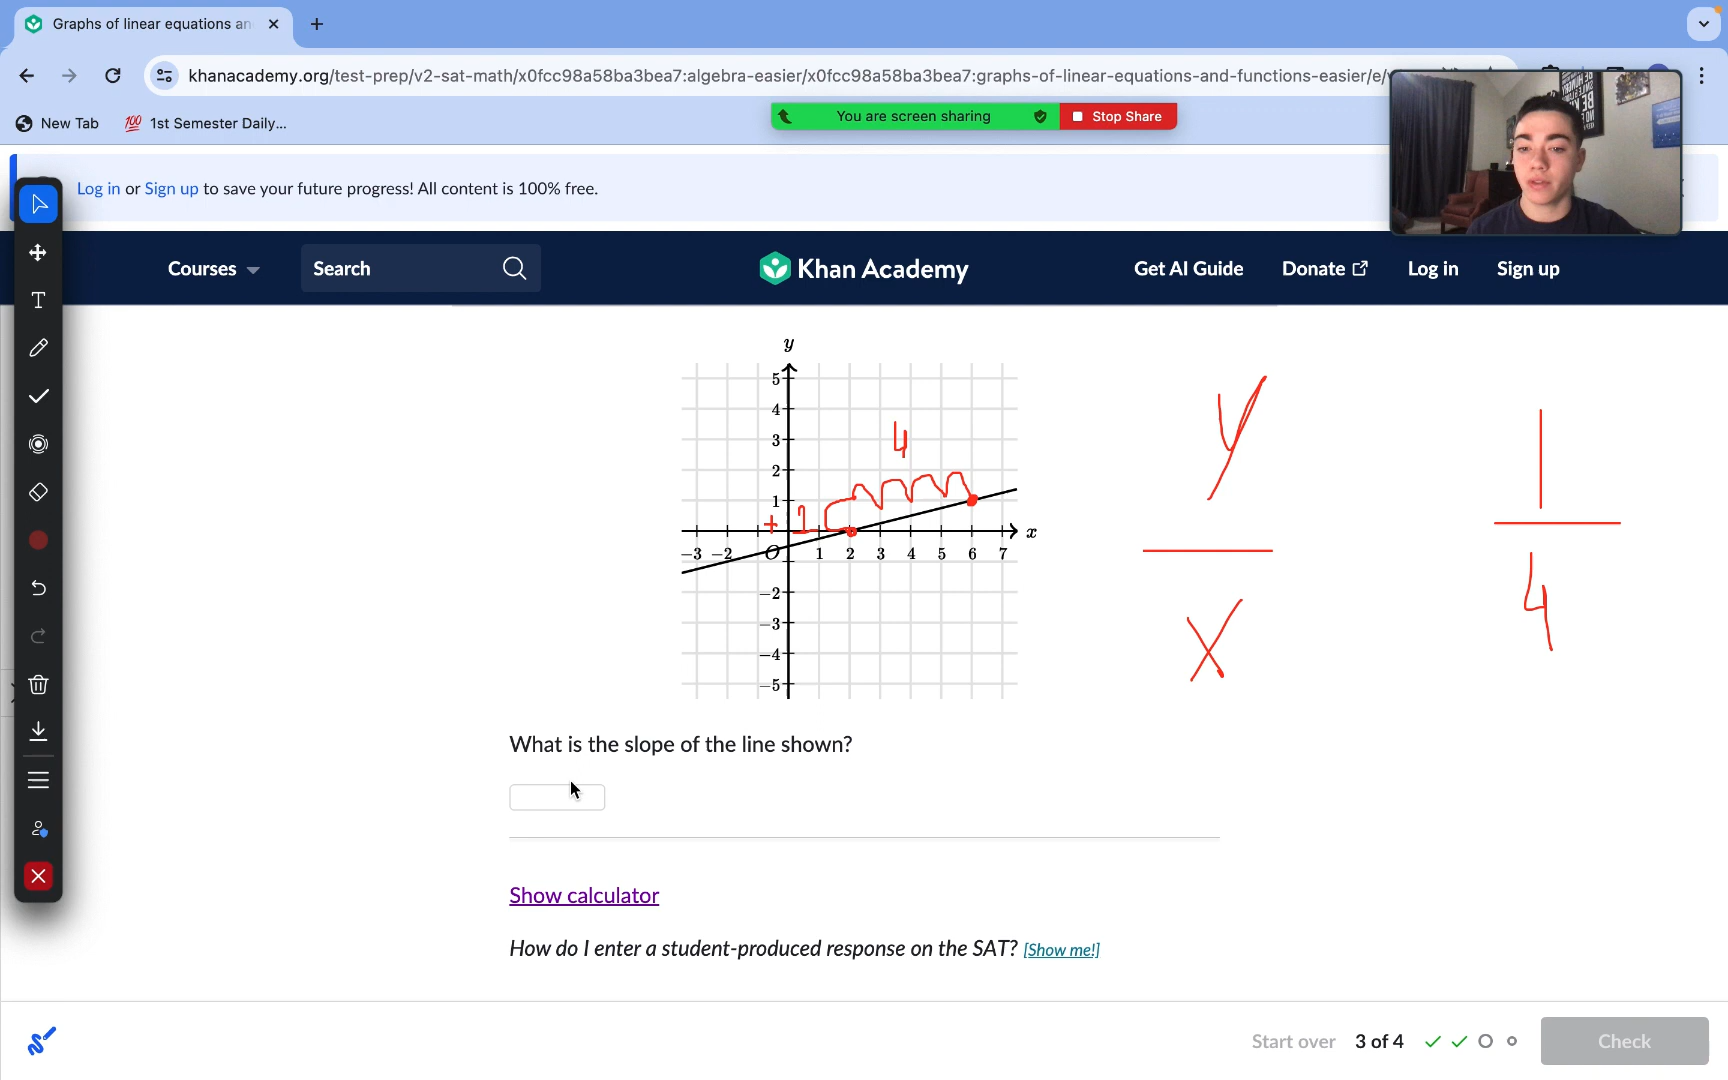 Graphs of linear equations an
khanacademy.org/test-prep/v2-sat-math/x0fcc98a58ba3bea7:algebra-easier/x0fcc98a58ba3bea7:graphs-of-linear-equations-and-functions-easier/e/
New Tab
💯 1st Semester Daily...
You are screen sharing
Stop Share
Log in or Sign up to save your future progress! All content is 100% free.
Courses
Search
Khan Academy
Get AI Guide
Donate
Log in
Sign up
T
y
5
4
3
2
1
4
+ 1
x
−3 −2 O 1 2 3 4 5 6 7
−2
−3
−4
−5
y
x
1
4
What is the slope of the line shown?
Show calculator
How do I enter a student-produced response on the SAT? [Show me!]
Start over
3 of 4
Check